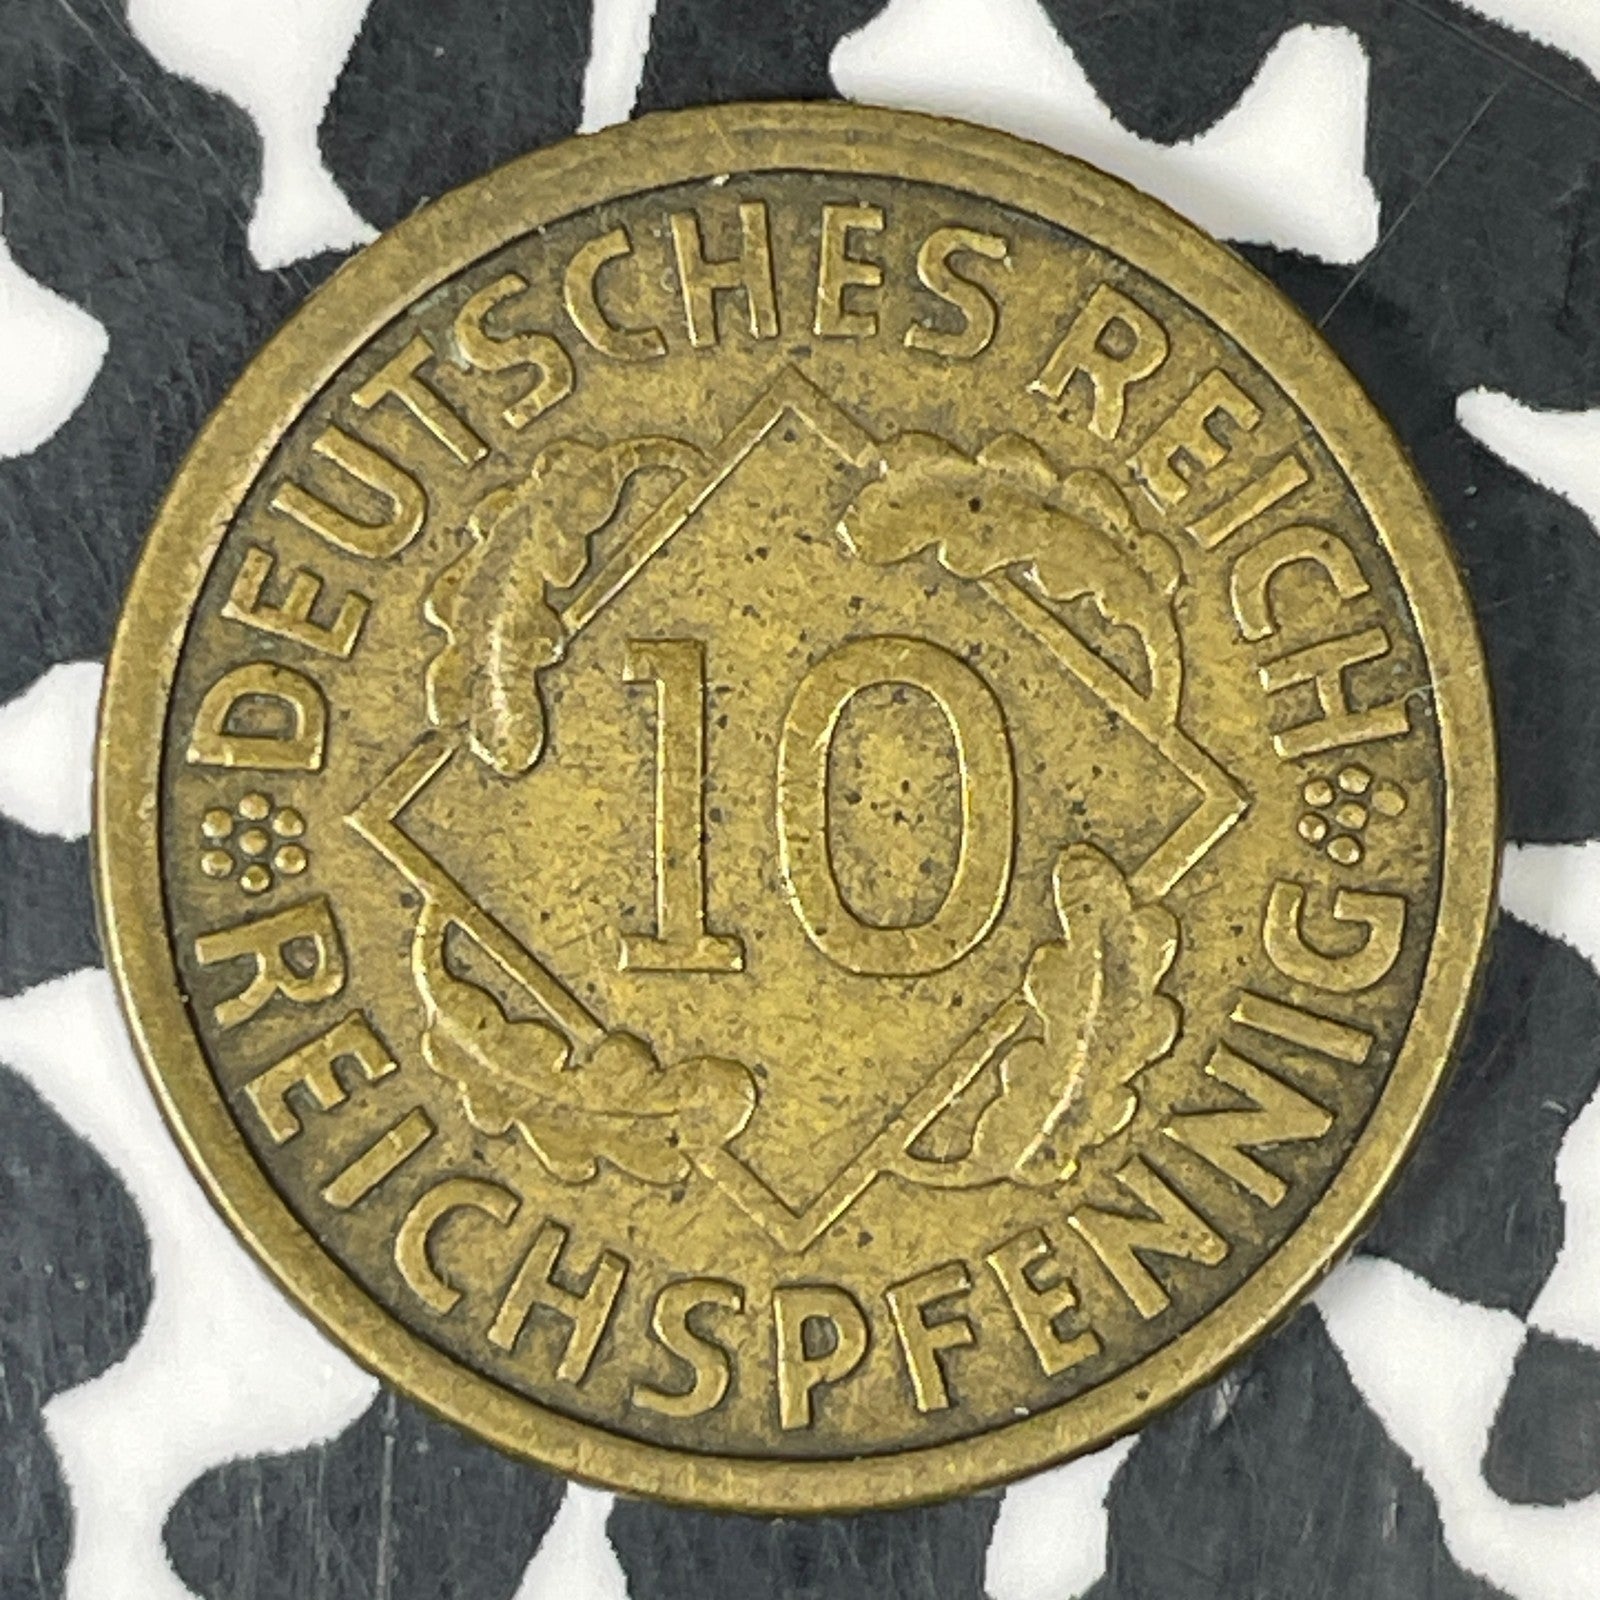 DEUTSCHES REICH
10
REICHSPFENNIG